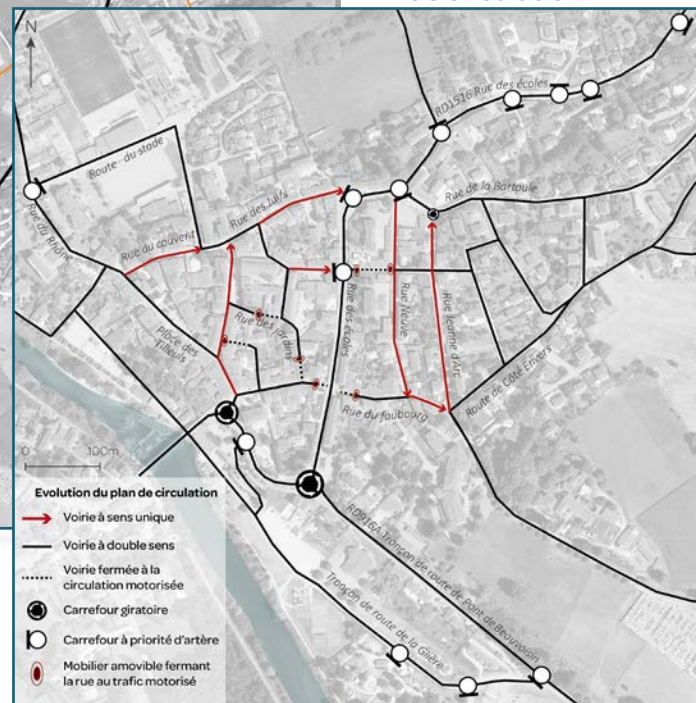 N
RD1516 Rue des écoles
Route du stade
Rue du Rhône
Rue des Juifs
Rue de la Bartoule
Rue du couvent
Place des
Tilleuls
Rue des jardins
Rue des écoles
Rue Neuve
Rue Jeanne d'Arc
Route de Côté Envers
Rue du faubourg
0 100m
RD916A Tronçon de route de Pont de Beauvoisin
Tronçon de route de la Glière
Evolution du plan de circulation
Voirie à sens unique
Voirie à double sens
Voirie fermée à la
circulation motorisée
Carrefour giratoire
Carrefour à priorité d'artère
Mobilier amovible fermant
la rue au trafic motorisé